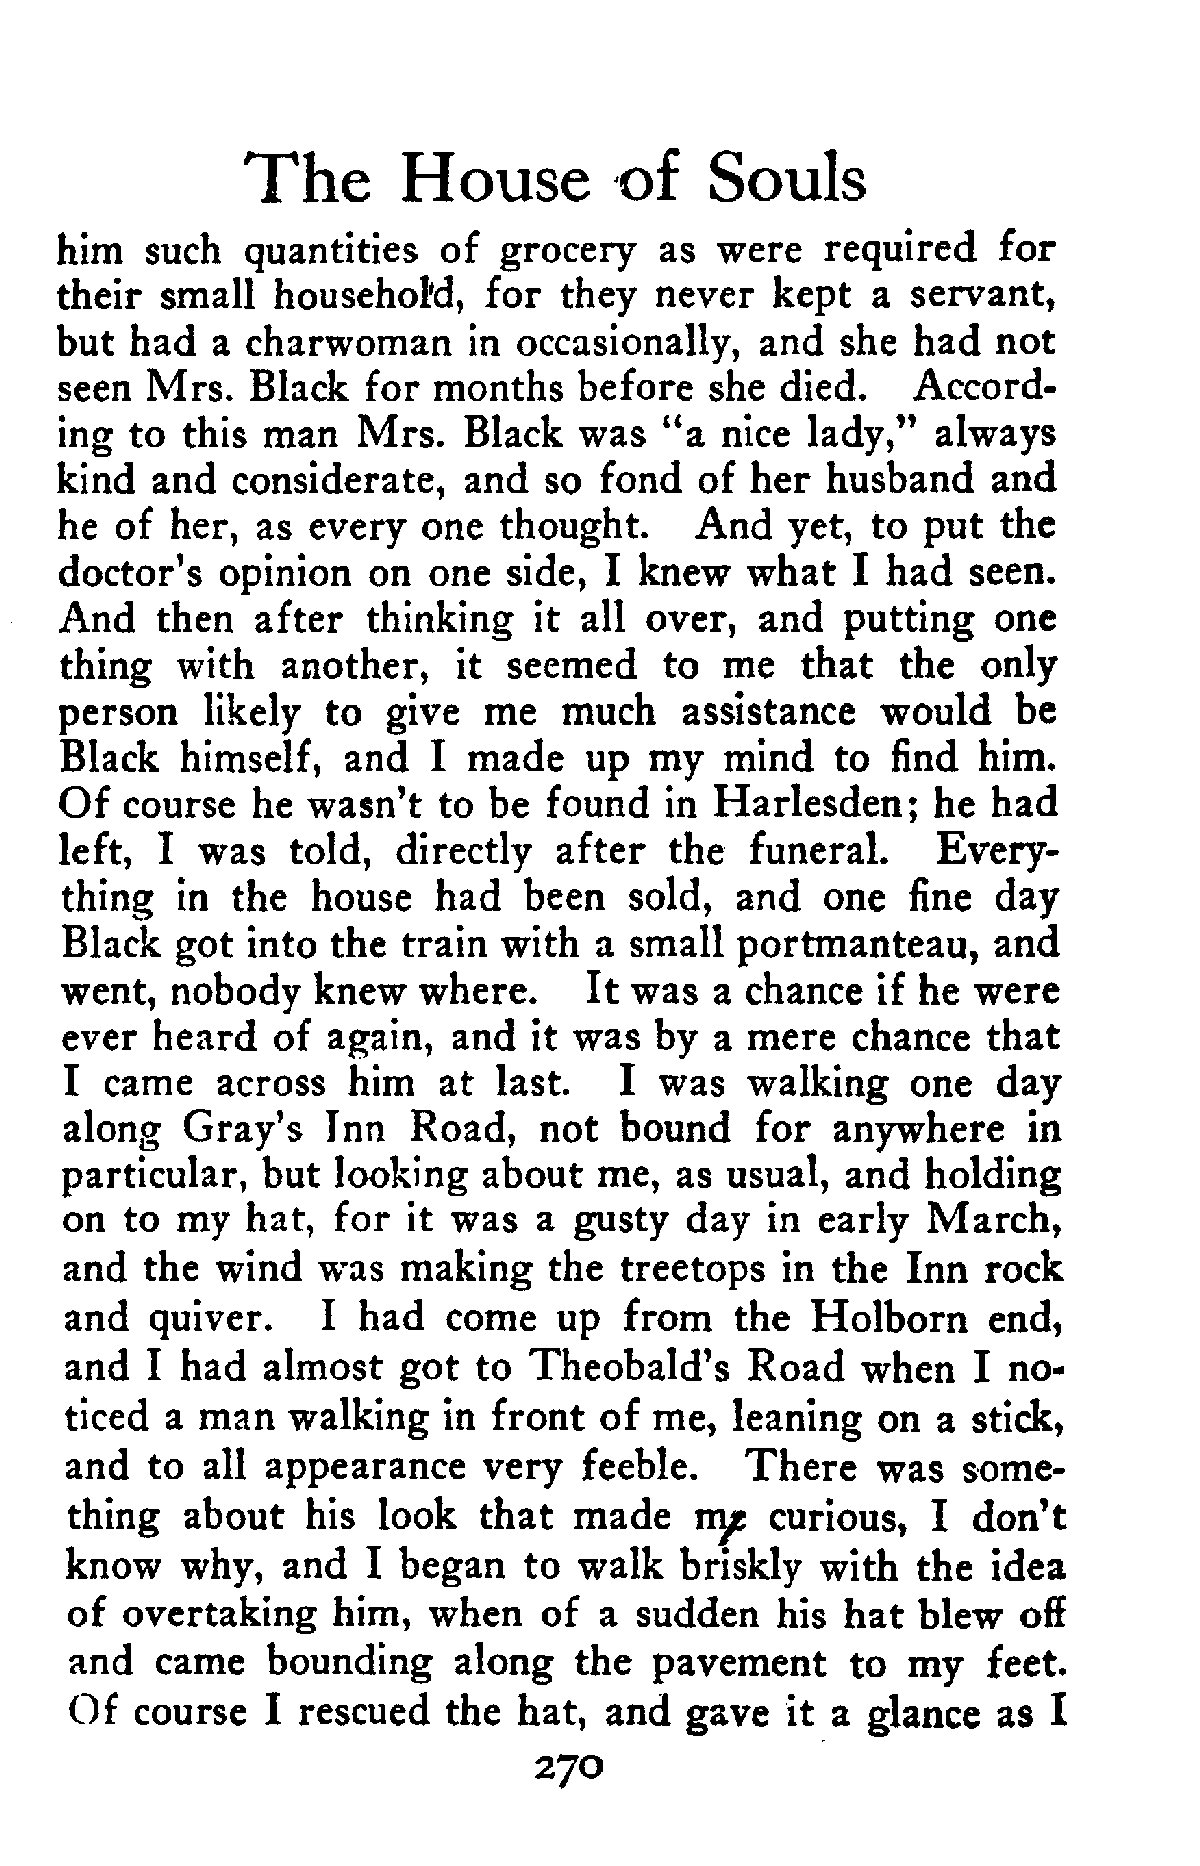 The House of Souls
him such quantities of grocery as were required for
their small household, for they never kept a servant,
but had a charwoman in occasionally, and she had not
seen Mrs. Black for months before she died. Accord-
ing to this man Mrs. Black was "a nice lady," always
kind and considerate, and so fond of her husband and
he of her, as every one thought. And yet, to put the
doctor's opinion on one side, I knew what I had seen.
And then after thinking it all over, and putting one
thing with another, it seemed to me that the only
person likely to give me much assistance would be
Black himself, and I made up my mind to find him.
Of course he wasn't to be found in Harlesden; he had
left, I was told, directly after the funeral. Every-
thing in the house had been sold, and one fine day
Black got into the train with a small portmanteau, and
went, nobody knew where. It was a chance if he were
ever heard of again, and it was by a mere chance that
I came across him at last. I was walking one day
along Gray's Inn Road, not bound for anywhere in
particular, but looking about me, as usual, and holding
on to my hat, for it was a gusty day in early March,
and the wind was making the treetops in the Inn rock
and quiver. I had come up from the Holborn end,
and I had almost got to Theobald's Road when I no-
ticed a man walking in front of me, leaning on a stick,
and to all appearance very feeble. There was some-
thing about his look that made me curious, I don't
know why, and I began to walk briskly with the idea
of overtaking him, when of a sudden his hat blew off
and came bounding along the pavement to my feet.
Of course I rescued the hat, and gave it a glance as I
270